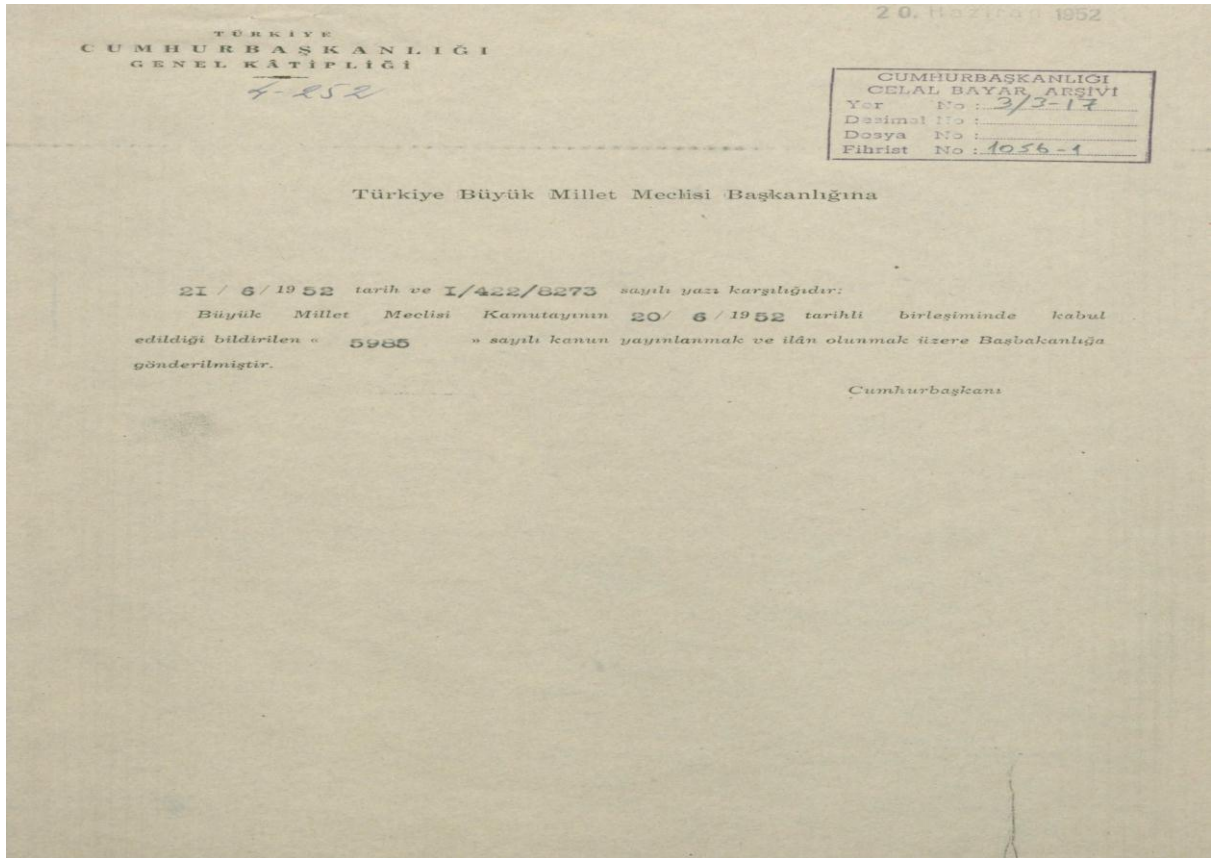 20. Haziran 1952
TÜRKİYE
CUMHURBAŞKANLIĞI
GENEL KÂTİPLİĞİ
4-252
CUMHURBAŞKANLIĞI
CELAL BAYAR ARŞİVİ
Yer No : 3/3-17
Desimal No :
Dosya No :
Fihrist No : 1056-1
Türkiye Büyük Millet Meclisi Başkanlığına
21 / 6 / 1952 tarih ve I/422/8273 sayılı yazı karşılığıdır:
Büyük Millet Meclisi Kamutayının 20/ 6 / 1952 tarihli birleşiminde kabul
edildiği bildirilen « 5985 » sayılı kanun yayınlanmak ve ilân olunmak üzere Başbakanlığa
gönderilmiştir.
Cumhurbaşkanı